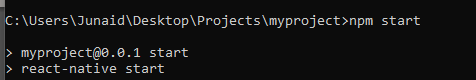 C:\Users\Junaid\Desktop\Projects\myproject>npm start
> myproject@0.0.1 start
> react-native start